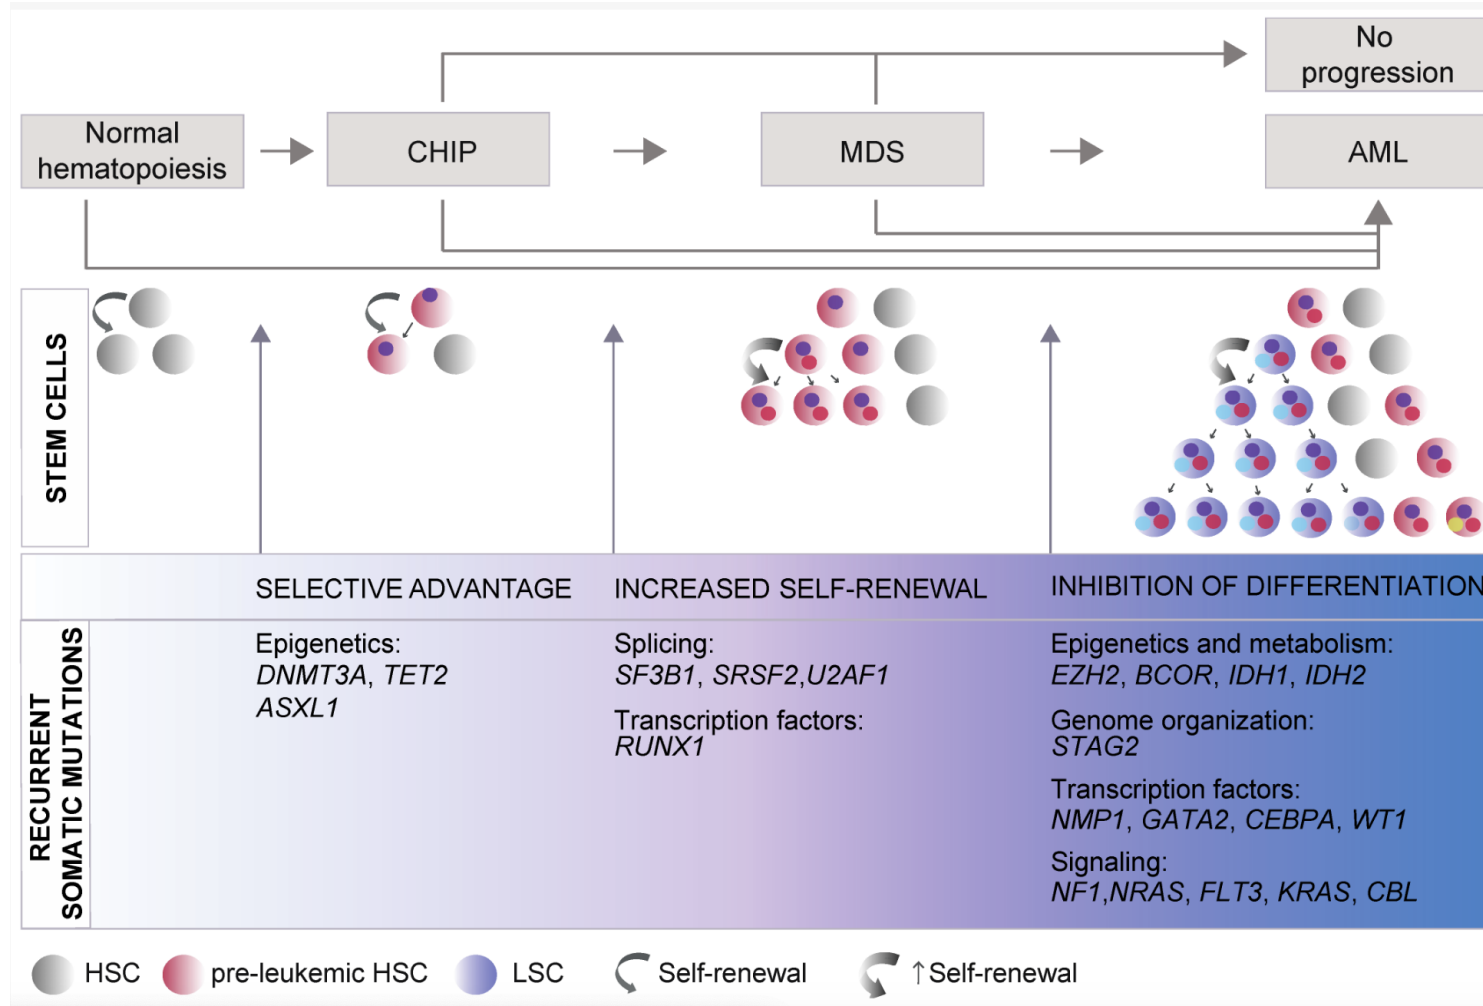 No
progression
Normal
hematopoiesis
CHIP
MDS
AML
STEM CELLS
SELECTIVE ADVANTAGE
INCREASED SELF-RENEWAL
INHIBITION OF DIFFERENTIATION
RECURRENT
SOMATIC MUTATIONS
Epigenetics:
DNMT3A, TET2
ASXL1
Splicing:
SF3B1, SRSF2,U2AF1
Transcription factors:
RUNX1
Epigenetics and metabolism:
EZH2, BCOR, IDH1, IDH2
Genome organization:
STAG2
Transcription factors:
NMP1, GATA2, CEBPA, WT1
Signaling:
NF1,NRAS, FLT3, KRAS, CBL
HSC
pre-leukemic HSC
LSC
Self-renewal
↑Self-renewal